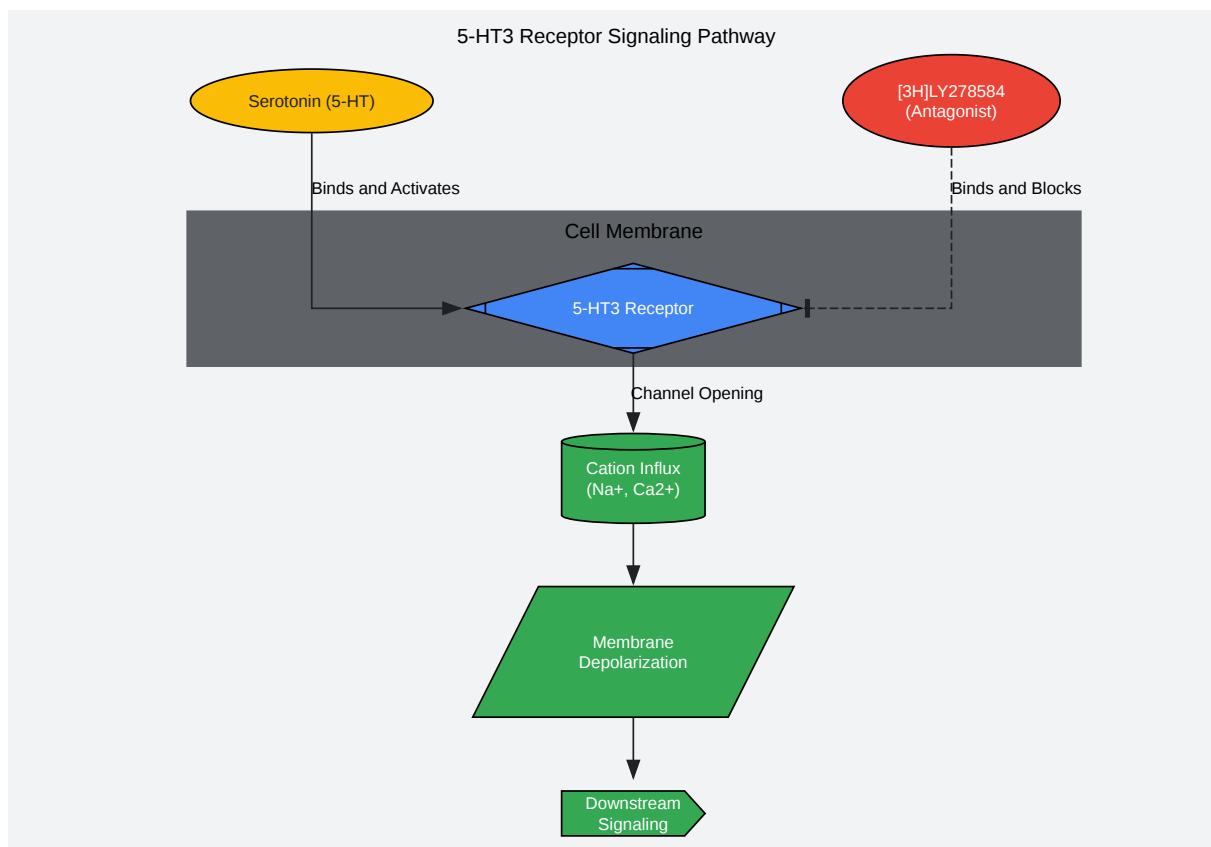 5-HT3 Receptor Signaling Pathway
Serotonin (5-HT)
[3H]LY278584
(Antagonist)
Binds and Activates
Binds and Blocks
Cell Membrane
5-HT3 Receptor
Channel Opening
Cation Influx
(Na+, Ca2+)
Membrane
Depolarization
Downstream
Signaling